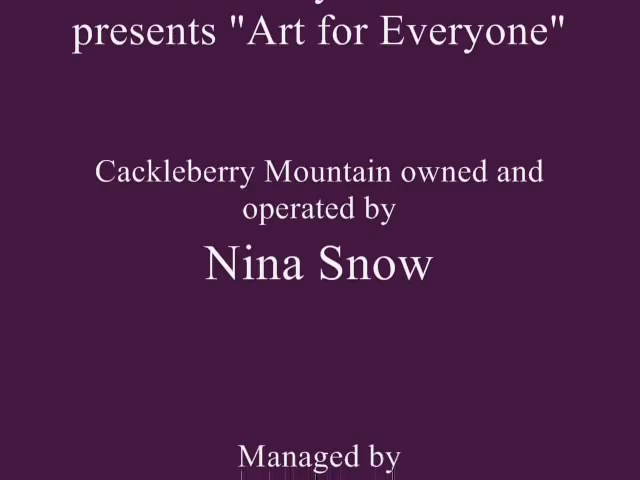 presents "Art for Everyone"
Cackleberry Mountain owned and
operated by
Nina Snow
Managed by